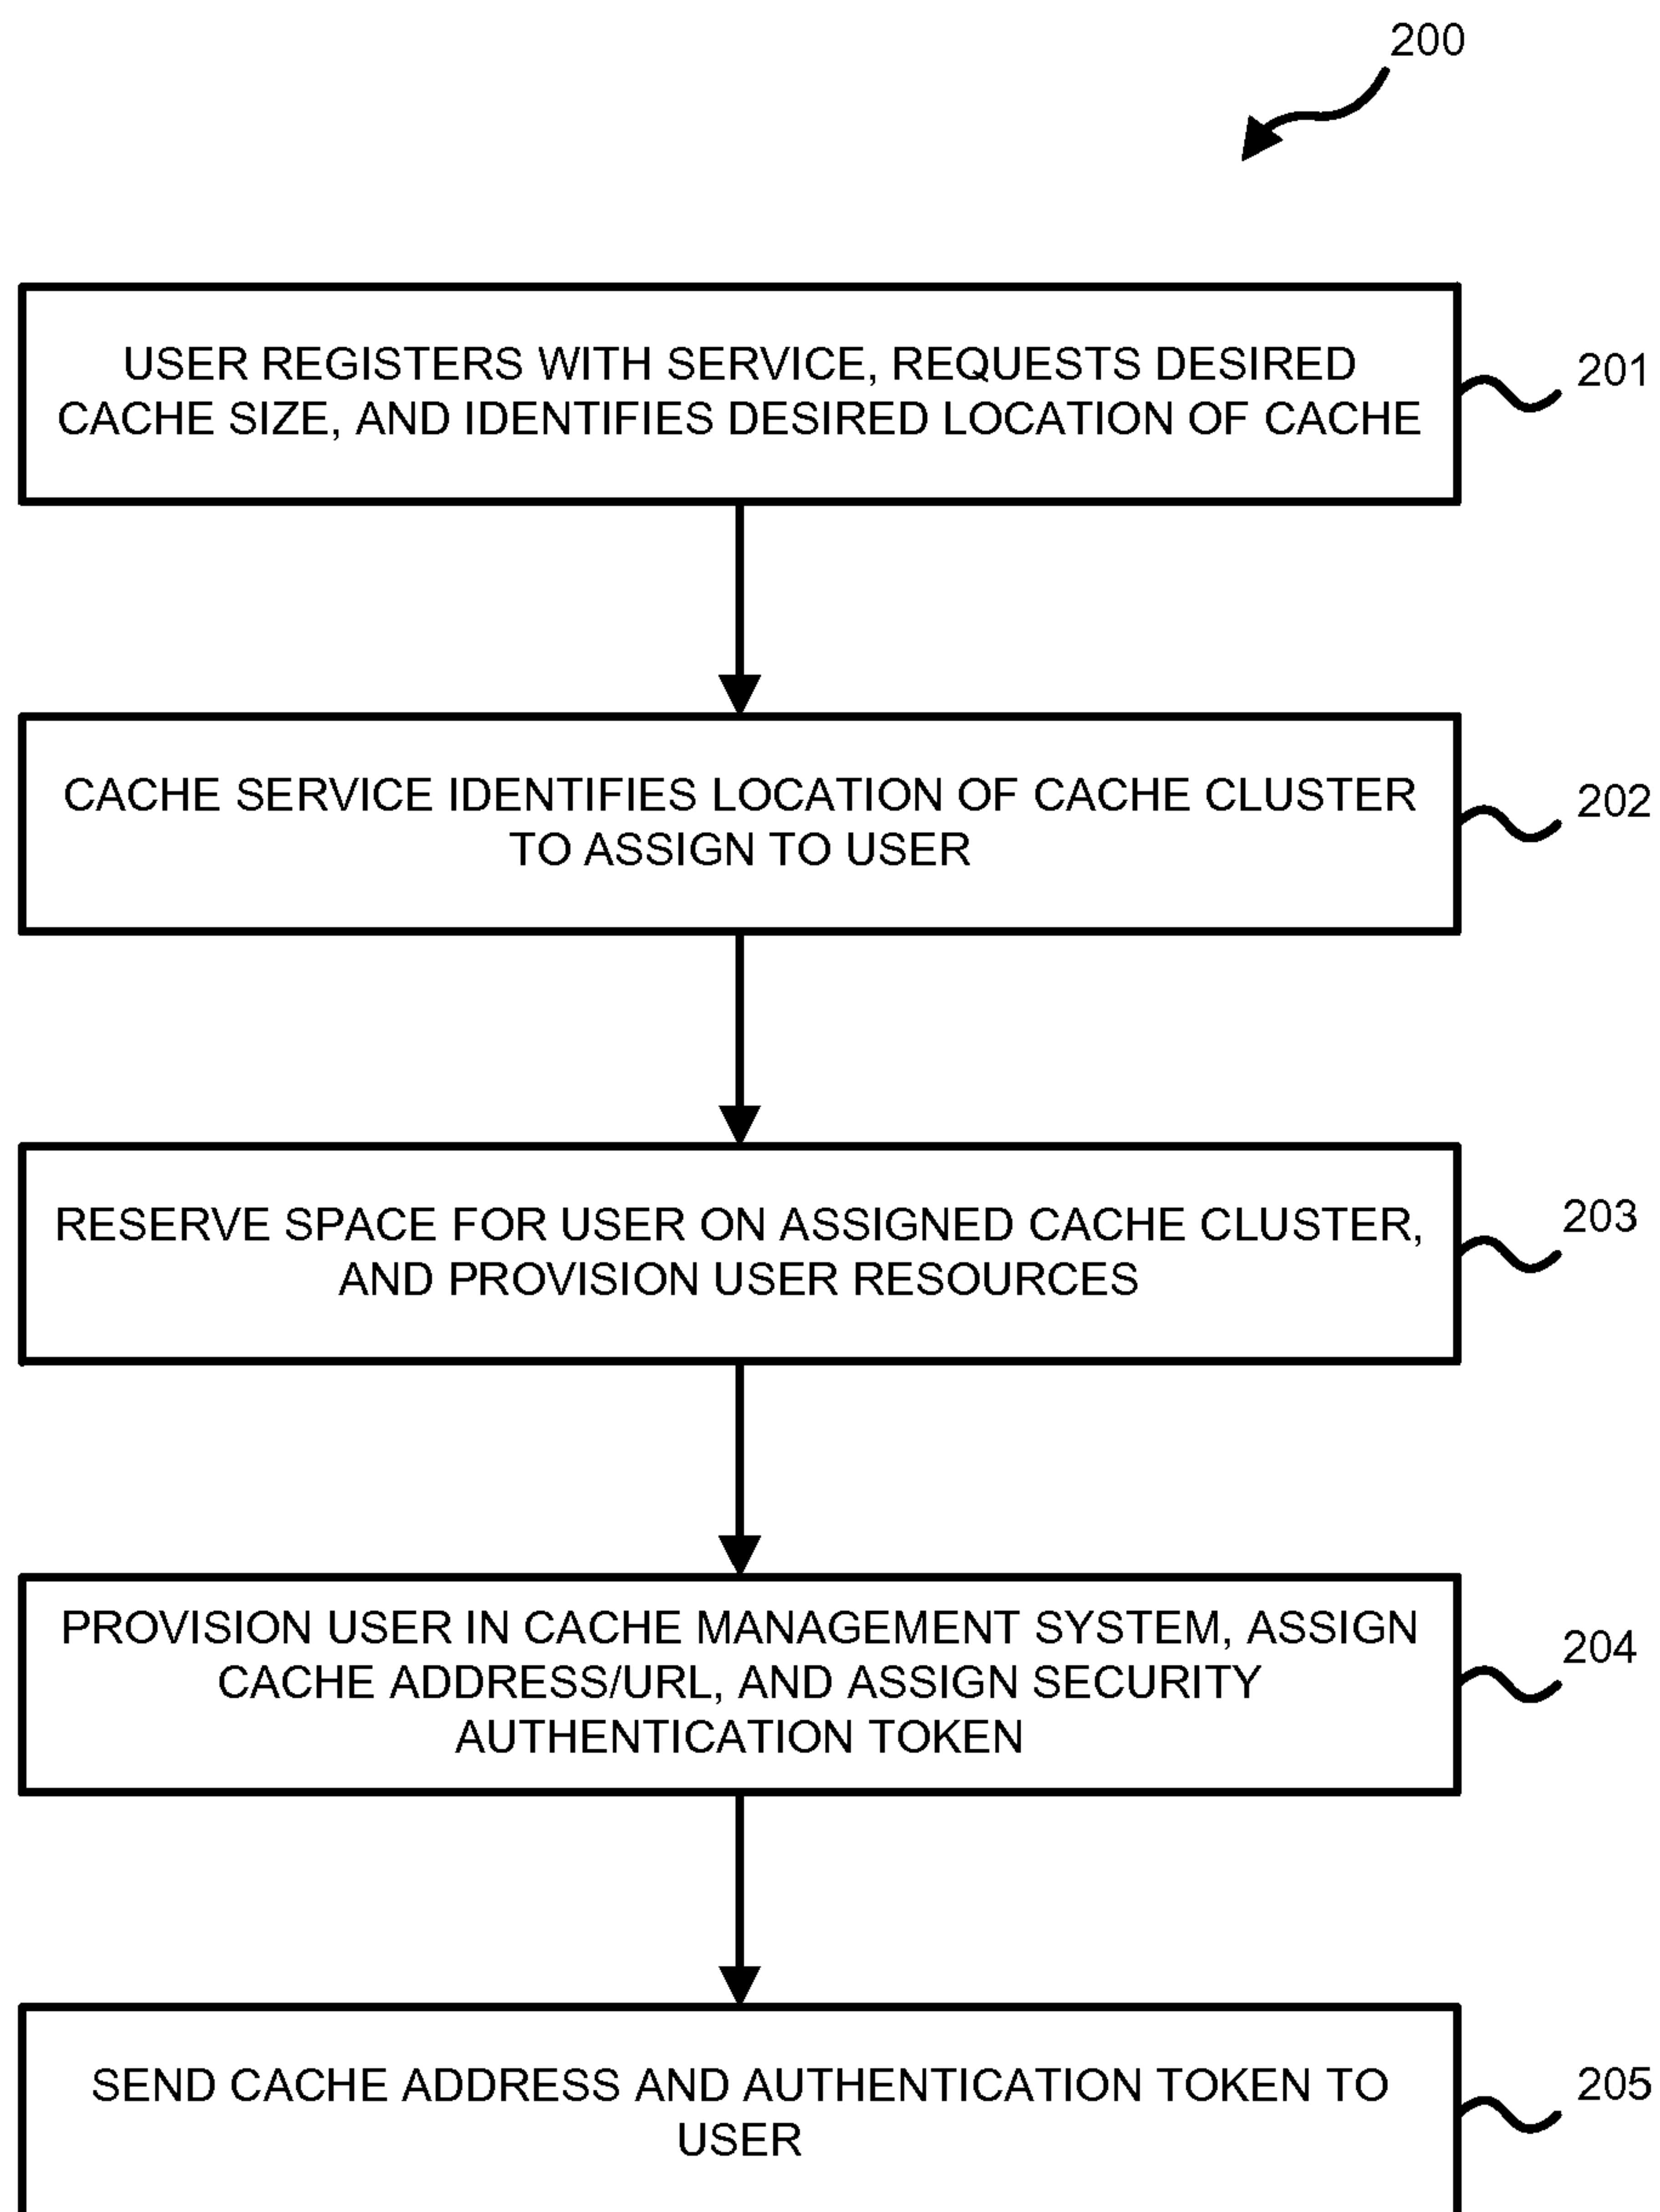 200
USER REGISTERS WITH SERVICE, REQUESTS DESIRED
CACHE SIZE, AND IDENTIFIES DESIRED LOCATION OF CACHE
201
CACHE SERVICE IDENTIFIES LOCATION OF CACHE CLUSTER
TO ASSIGN TO USER
202
RESERVE SPACE FOR USER ON ASSIGNED CACHE CLUSTER,
AND PROVISION USER RESOURCES
203
PROVISION USER IN CACHE MANAGEMENT SYSTEM, ASSIGN
CACHE ADDRESS/URL, AND ASSIGN SECURITY
AUTHENTICATION TOKEN
204
SEND CACHE ADDRESS AND AUTHENTICATION TOKEN TO
USER
205